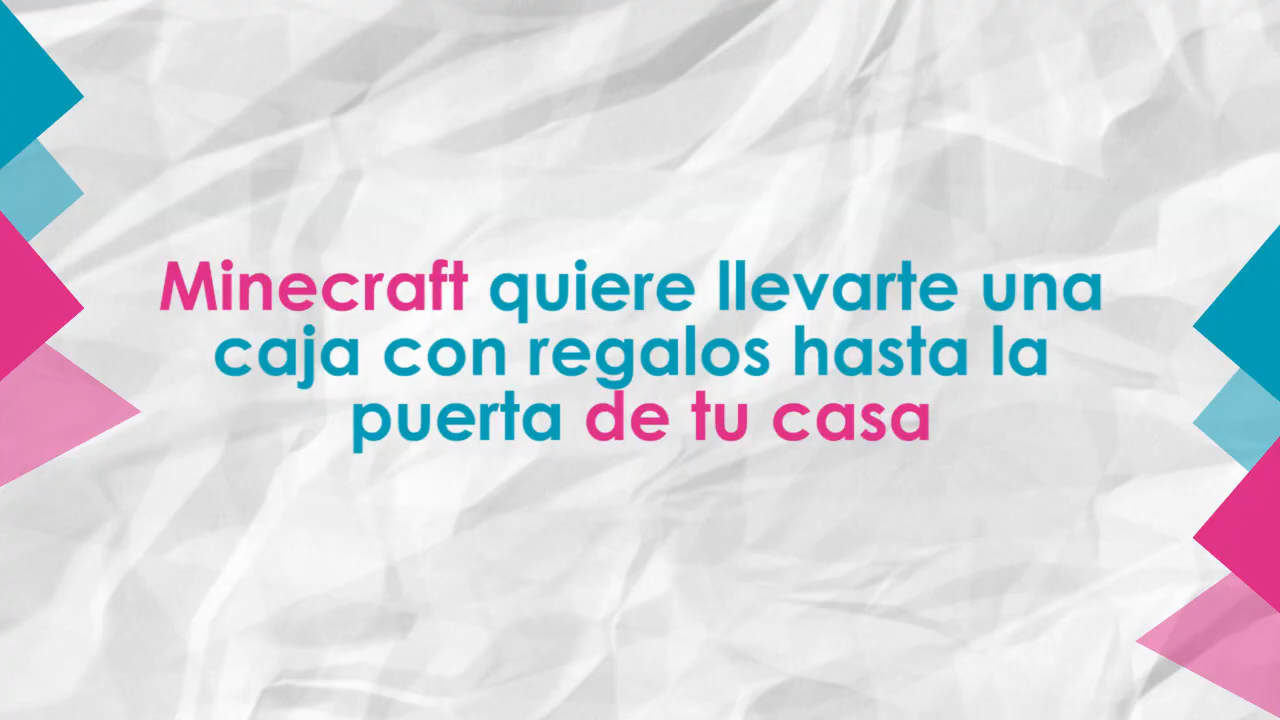 Minecraft quiere llevarte una
caja con regalos hasta la
puerta de tu casa